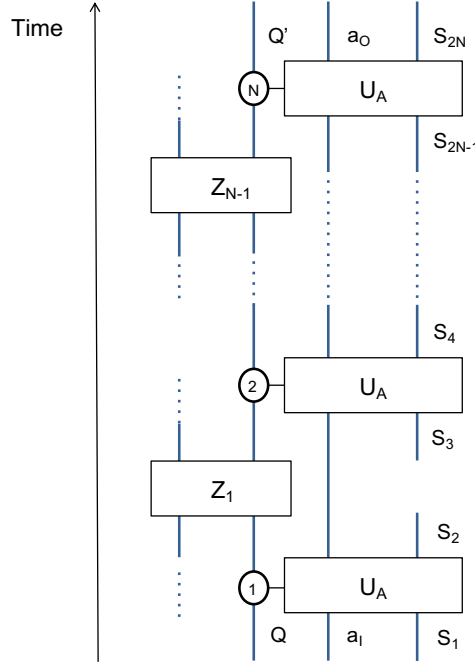 Time
Q’ a_O S_2N
N U_A
S_2N-1
Z_N-1
S_4
2 U_A
S_3
Z_1
S_2
1 U_A
Q a_I S_1